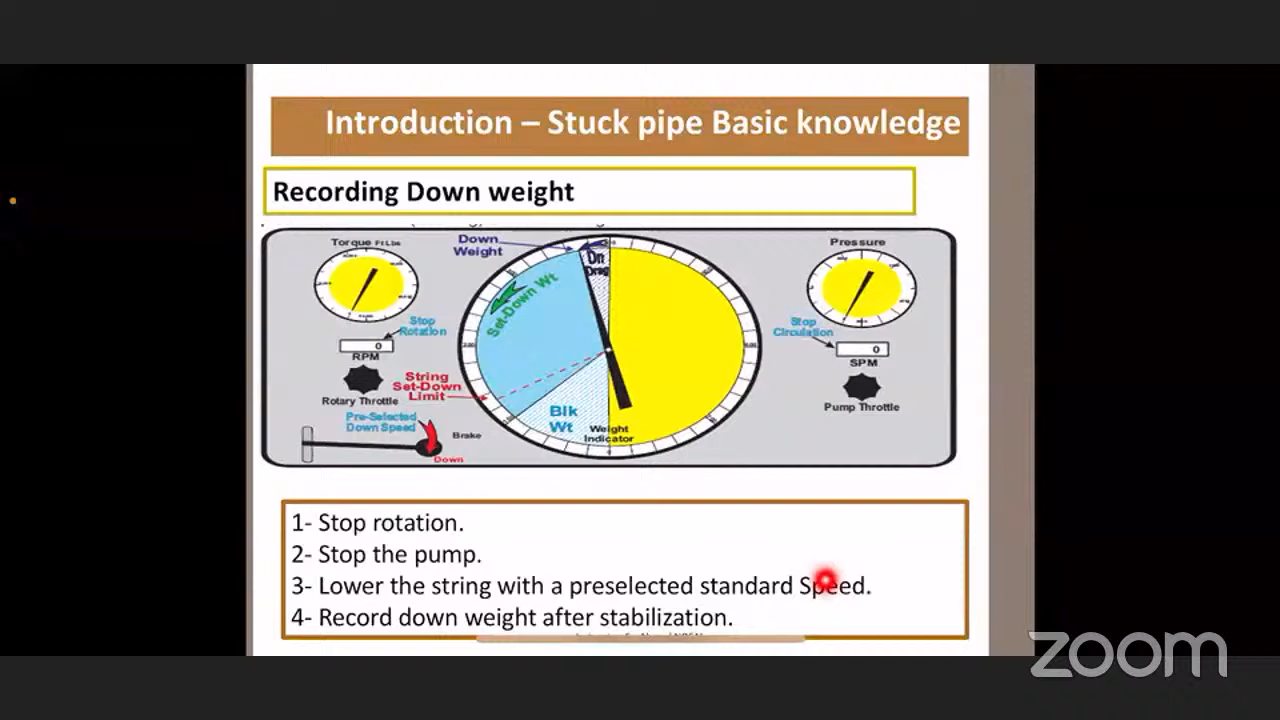 Introduction – Stuck pipe Basic knowledge
Recording Down weight
Torque Ft Lbs
Down
Weight
Dn
Drag
Pressure
Set-Down Wt
Stop
Rotation
0
RPM
Rotary Throttle
String
Set-Down
Limit
Pre-Selected
Down Speed
Brake
Down
Blk
Wt
Weight
Indicator
Stop
Circulation
0
SPM
Pump Throttle
1- Stop rotation.
2- Stop the pump.
3- Lower the string with a preselected standard Speed.
4- Record down weight after stabilization.
zoom